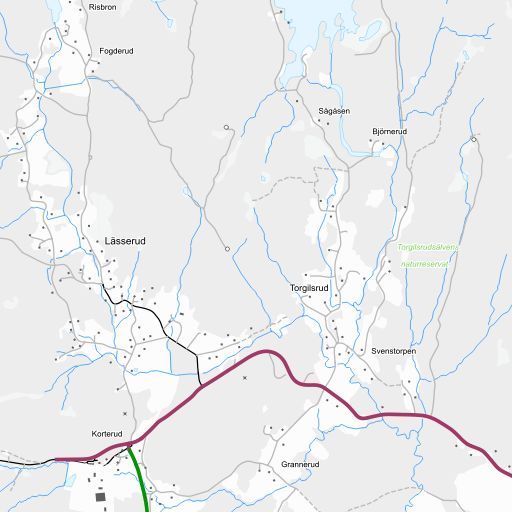 Risbron
Fogderud
Sågåsen
Björnerud
Lässerud
Torgilsrudsälvens
naturreservat
Torgilsrud
Svenstorpen
Korterud
Grannerud